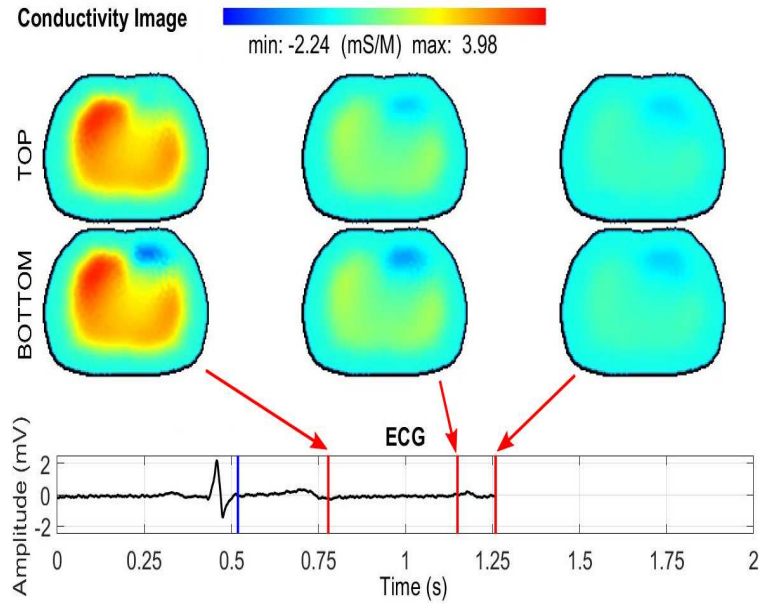 Conductivity Image
min: -2.24 (mS/M) max: 3.98
TOP
BOTTOM
ECG
Amplitude (mV)
2
0
-2
0 0.25 0.5 0.75 1 1.25 1.5 1.75 2
Time (s)